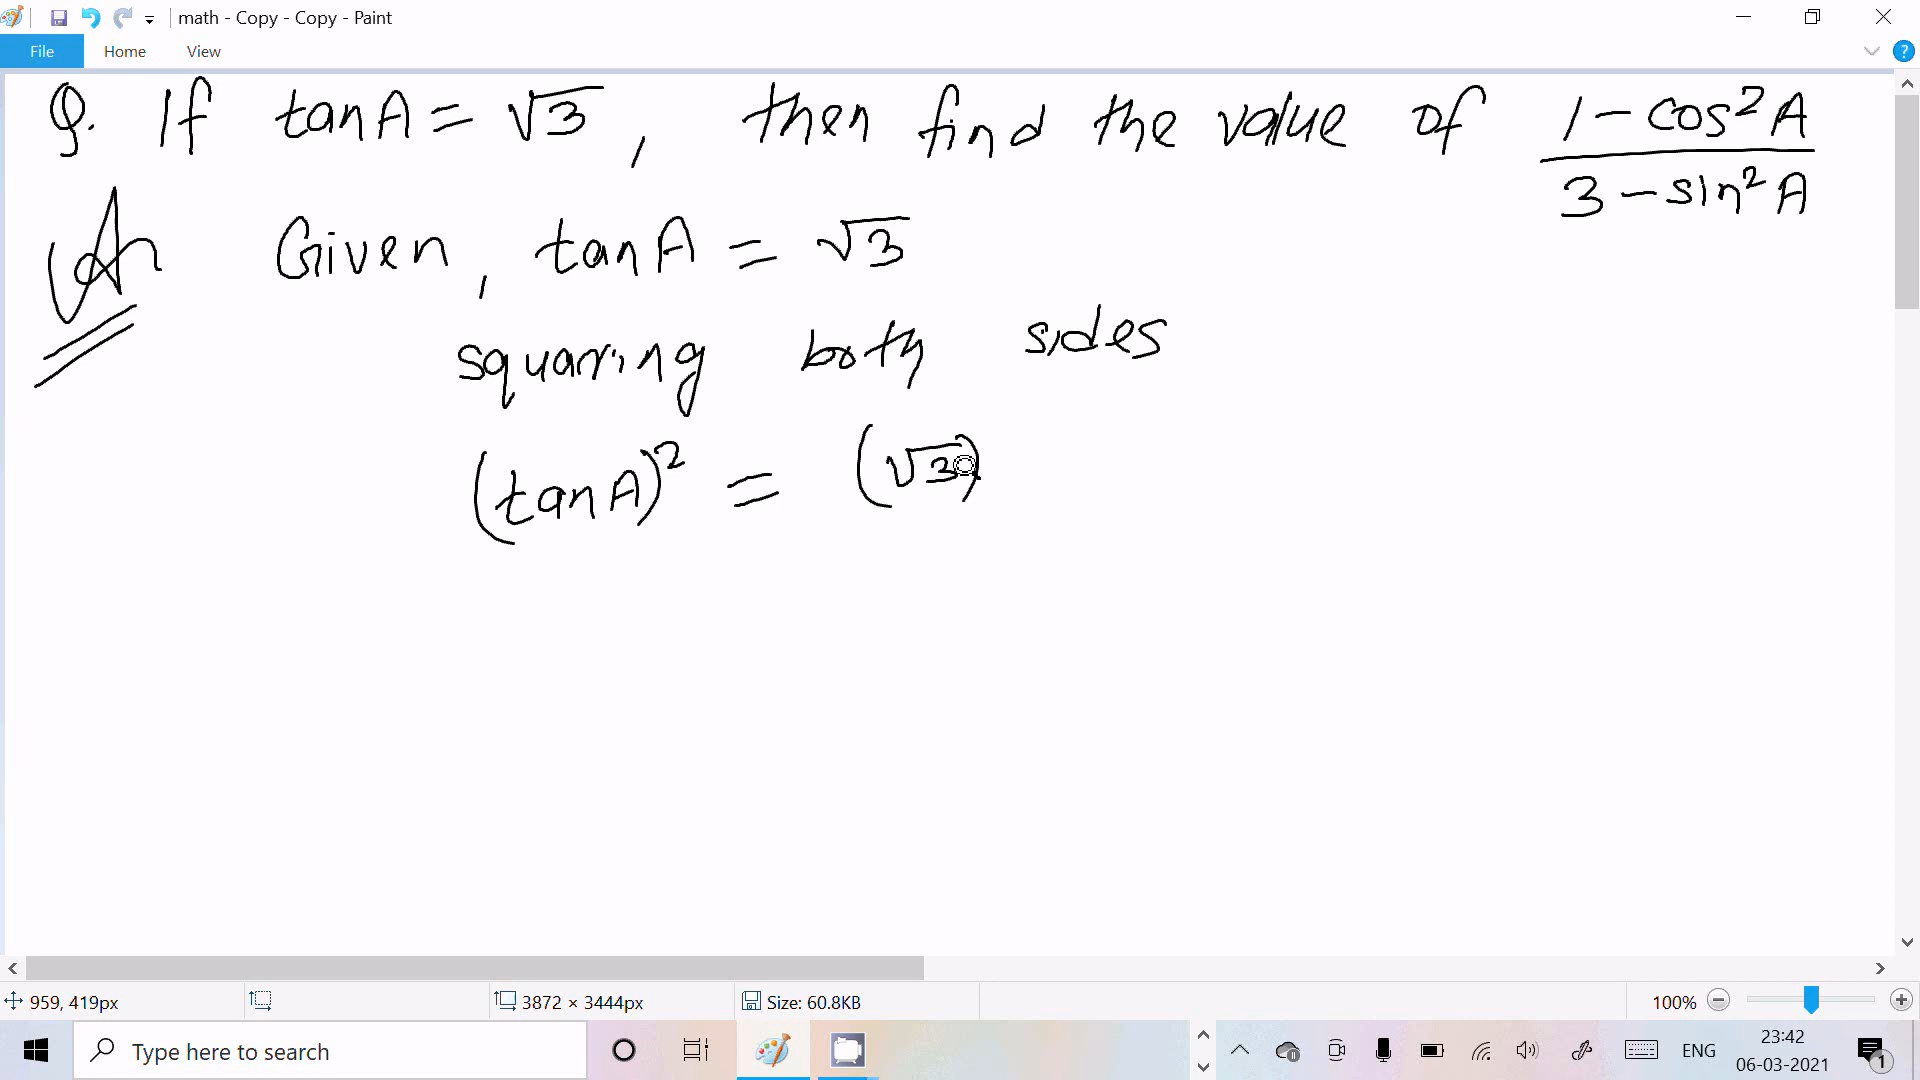 math - Copy - Copy - Paint
File Home View
Q. If tanA = √3, then find the value of (1 - cos²A)/(3 - sin²A)
Given, tanA = √3
squaring both sides
(tanA)² = (√3)
959, 419px 3872 × 3444px Size: 60.8KB 100%
Type here to search
ENG
23:42
06-03-2021
1